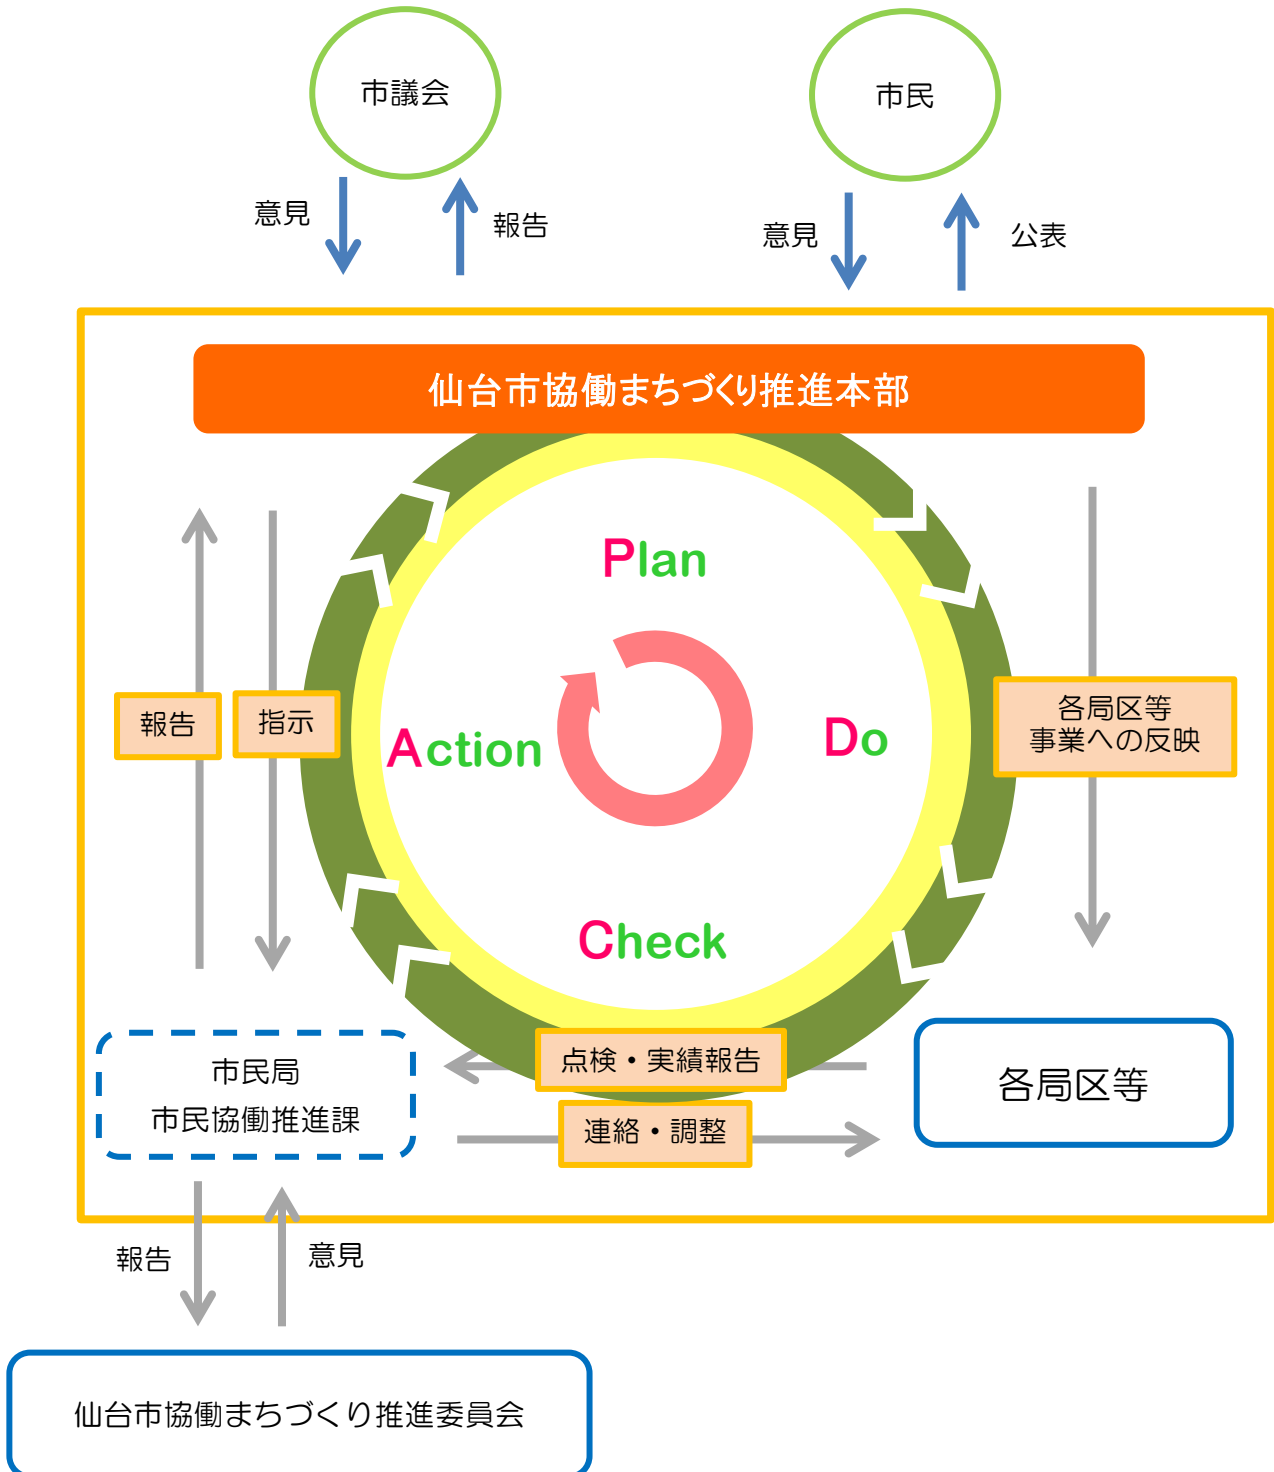 市議会
市民
意見
報告
意見
公表
仙台市協働まちづくり推進本部
Plan
報告
指示
Action
Do
各局区等
事業への反映
Check
点検・実績報告
市民局
市民協働推進課
各局区等
連絡・調整
報告
意見
仙台市協働まちづくり推進委員会